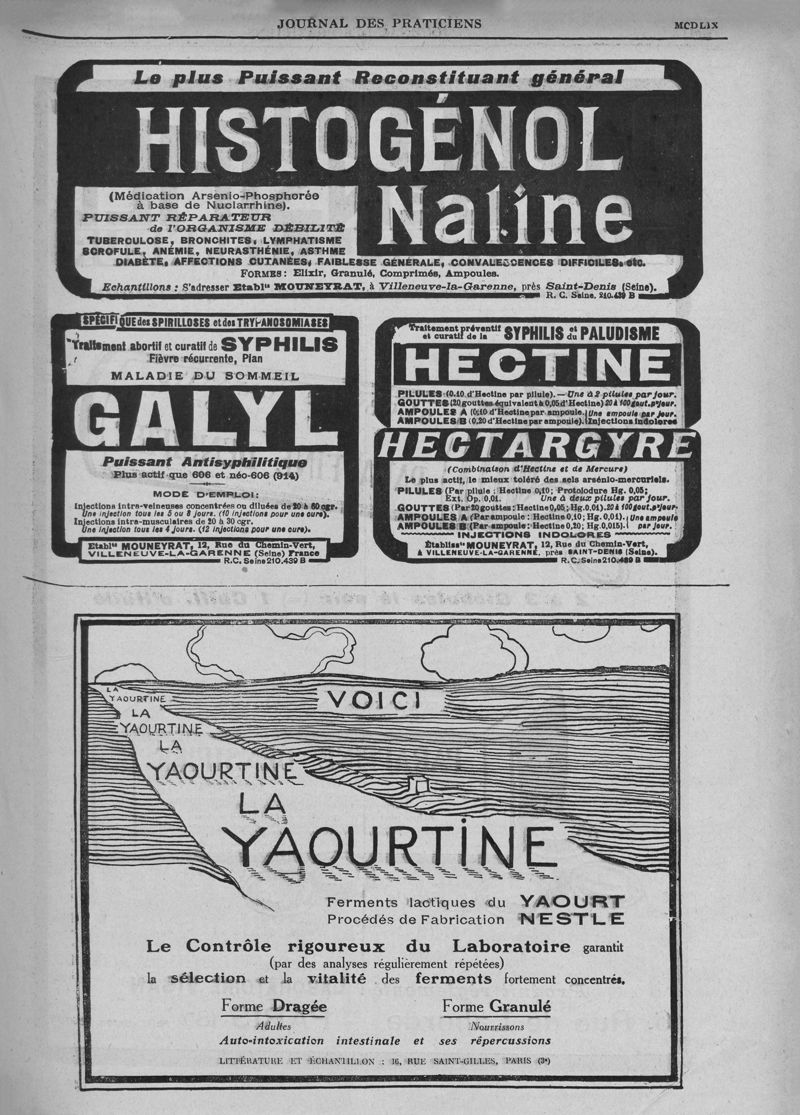 JOURNAL DES PRATICIENS
MCDLIX
Le plus Puissant Reconstituant général
HISTOGÉNOL
Naline
(Médication Arsenio-Phosphorée
à base de Nuclarrhine).
PUISSANT RÉPARATEUR
de l'ORGANISME DÉBILITÉ
TUBERCULOSE, BRONCHITES, LYMPHATISME
SCROFULE, ANÉMIE, NEURASTHÉNIE, ASTHME
DIABÈTE, AFFECTIONS CUTANÉES, FAIBLESSE GÉNÉRALE, CONVALESCENCES DIFFICILES, etc.
FORMES: Elixir, Granulé, Comprimés, Ampoules.
Echantillons: S'adresser Etablts MOUNEYRAT, à Villeneuve-la-Garenne, près Saint-Denis (Seine).
R. C. Seine, 210.439 B
SPÉCIFIQUE des SPIRILLOSES et des TRYPANOSOMIASES
Traitement abortif et curatif de SYPHILIS
Fièvre récurrente, Pian
MALADIE DU SOMMEIL
GALYL
Puissant Antisyphilitique
Plus actif que 606 et néo-606 (914)
MODE D'EMPLOI:
Injections intra-veineuses concentrées ou diluées de 20 à 60 cgr.
Une injection tous les 5 ou 8 jours. (10 injections pour une cure).
Injections intra-musculaires de 20 à 30 cgr.
Une injection tous les 4 jours. (12 injections pour une cure).
Etablts MOUNEYRAT, 12, Rue du Chemin-Vert,
VILLENEUVE-LA-GARENNE (Seine) France
R. C. Seine 210.439 B
Traitement préventif et curatif de la SYPHILIS et du PALUDISME
HECTINE
PILULES (0.10 d'Hectine par pilule). — Une à 2 pilules par jour.
GOUTTES (20 gouttes équivalent à 0,05 d'Hectine) 20 à 100 gout. p. jour.
AMPOULES A (0,10 d'Hectine par ampoule.) Une ampoule par jour.
AMPOULES B (0,20 d'Hectine par ampoule). Injections indolores
HECTARGYRE
(Combinaison d'Hectine et de Mercure)
Le plus actif, le mieux toléré des sels arsénio-mercuriels.
PILULES (Par pilule: Hectine 0,10; Protoiodure Hg. 0,05;
Ext. Op. 0,01. Une à deux pilules par jour.
GOUTTES (Par 20 gouttes: Hectine 0,05; Hg. 0,01). 20 à 100 gout. p. jour
AMPOULES A (Par ampoule: Hectine 0,10; Hg. 0,01). Une ampoule
AMPOULES B (Par ampoule: Hectine 0,20; Hg. 0,015). par jour.
INJECTIONS INDOLORES
Etablisst MOUNEYRAT, 12, Rue du Chemin-Vert,
à VILLENEUVE-LA-GARENNE, près SAINT-DENIS (Seine).
R. C. Seine 210.439 B
VOICI
LA
YAOURTINE
LA
YAOURTINE
LA
YAOURTINE
LA
YAOURTINE
Ferments lactiques du YAOURT
Procédés de Fabrication NESTLE
Le Contrôle rigoureux du Laboratoire garantit
(par des analyses régulièrement répétées)
la sélection et la vitalité des ferments fortement concentrés.
Forme Dragée Forme Granulé
Adultes Nourrissons
Auto-intoxication intestinale et ses répercussions
LITTÉRATURE ET ÉCHANTILLON : 16, RUE SAINT-GILLES, PARIS (3e)